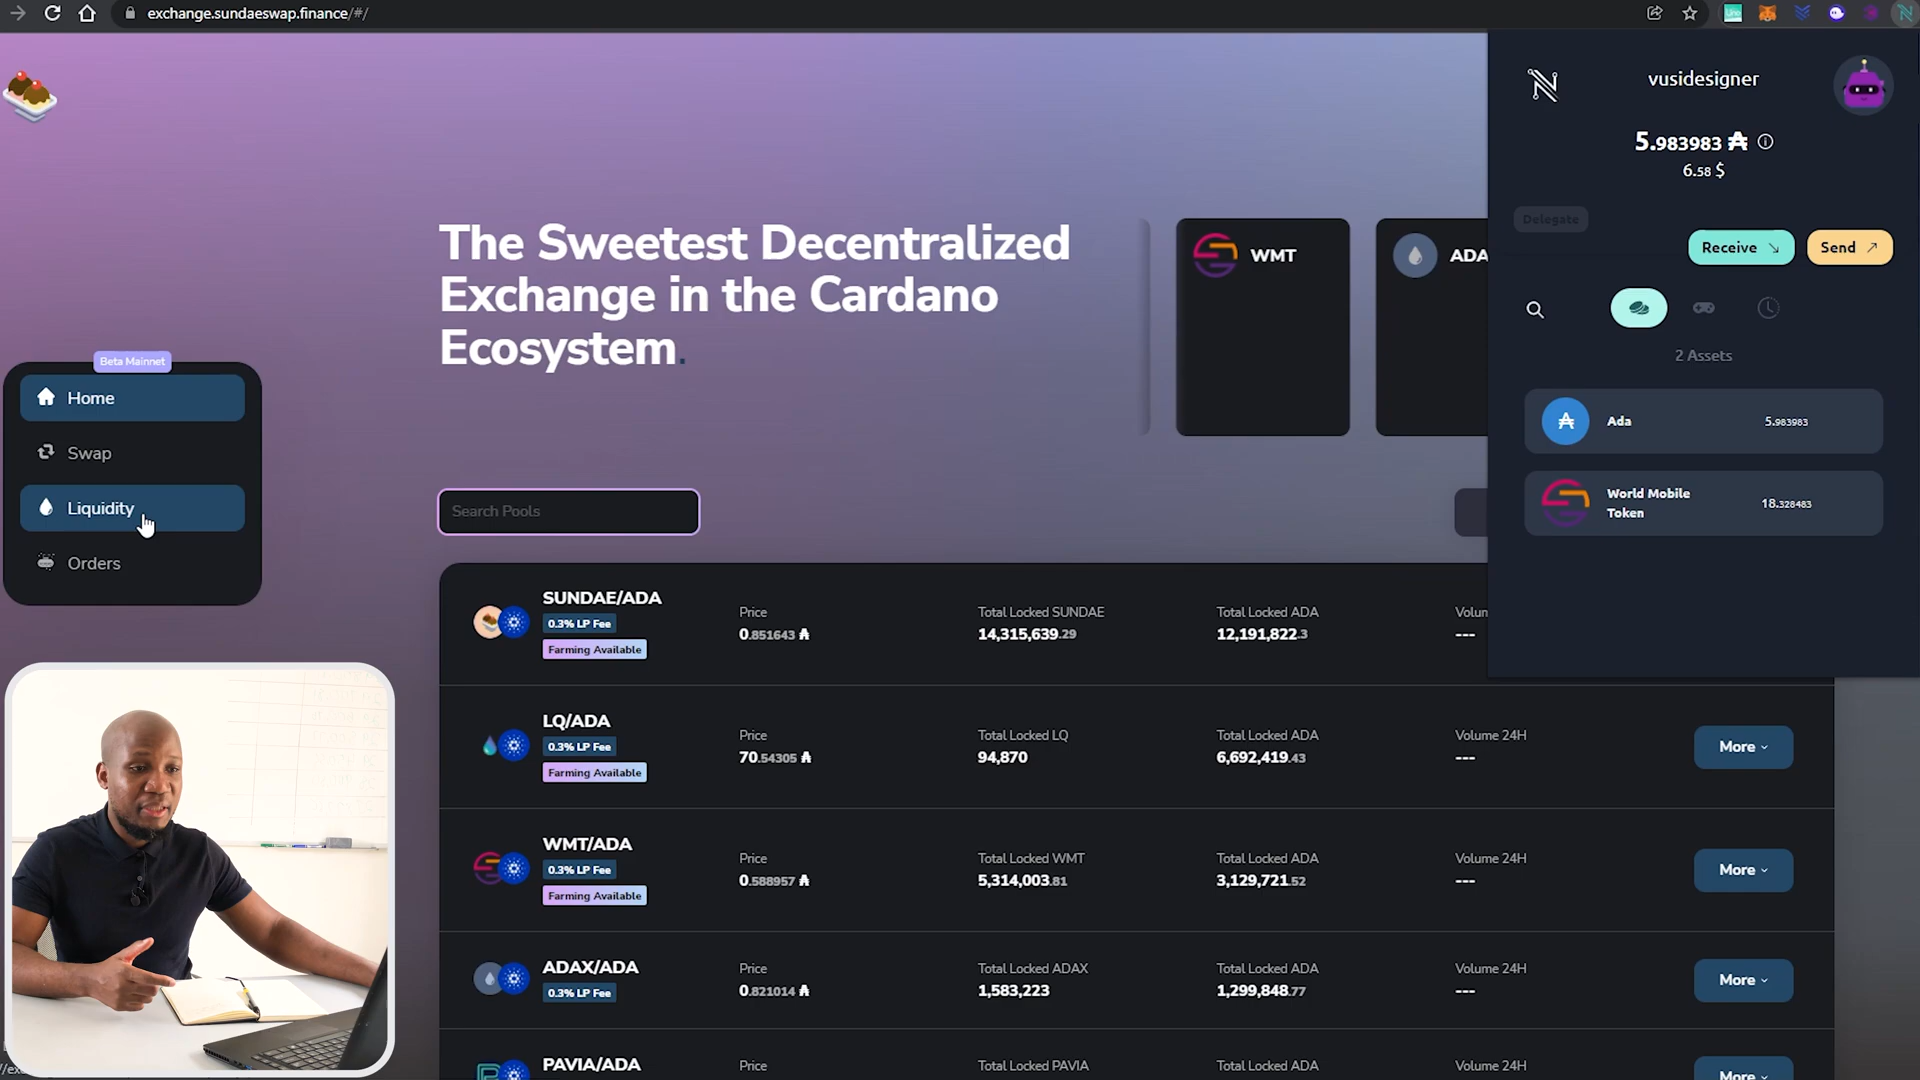 exchange.sundaeswap.finance/#/
vusidesigner
5.983983 ₳
6.58 $
Delegate
Receive
Send
2 Assets
Ada
5.983983
World Mobile
Token
18.328483
The Sweetest Decentralized
Exchange in the Cardano
Ecosystem.
WMT
ADA
Beta Mainnet
Home
Swap
Liquidity
Orders
Search Pools
SUNDAE/ADA
0.3% LP Fee
Farming Available
Price
0.851643 ₳
Total Locked SUNDAE
14,315,639.29
Total Locked ADA
12,191,822.3
Volum
---
LQ/ADA
0.3% LP Fee
Farming Available
Price
70.54305 ₳
Total Locked LQ
94,870
Total Locked ADA
6,692,419.43
Volume 24H
---
More
WMT/ADA
0.3% LP Fee
Farming Available
Price
0.588957 ₳
Total Locked WMT
5,314,003.81
Total Locked ADA
3,129,721.52
Volume 24H
---
More
ADAX/ADA
0.3% LP Fee
Price
0.821014 ₳
Total Locked ADAX
1,583,223
Total Locked ADA
1,299,848.77
Volume 24H
---
More
PAVIA/ADA
Price
Total Locked PAVIA
Total Locked ADA
Volume 24H
More